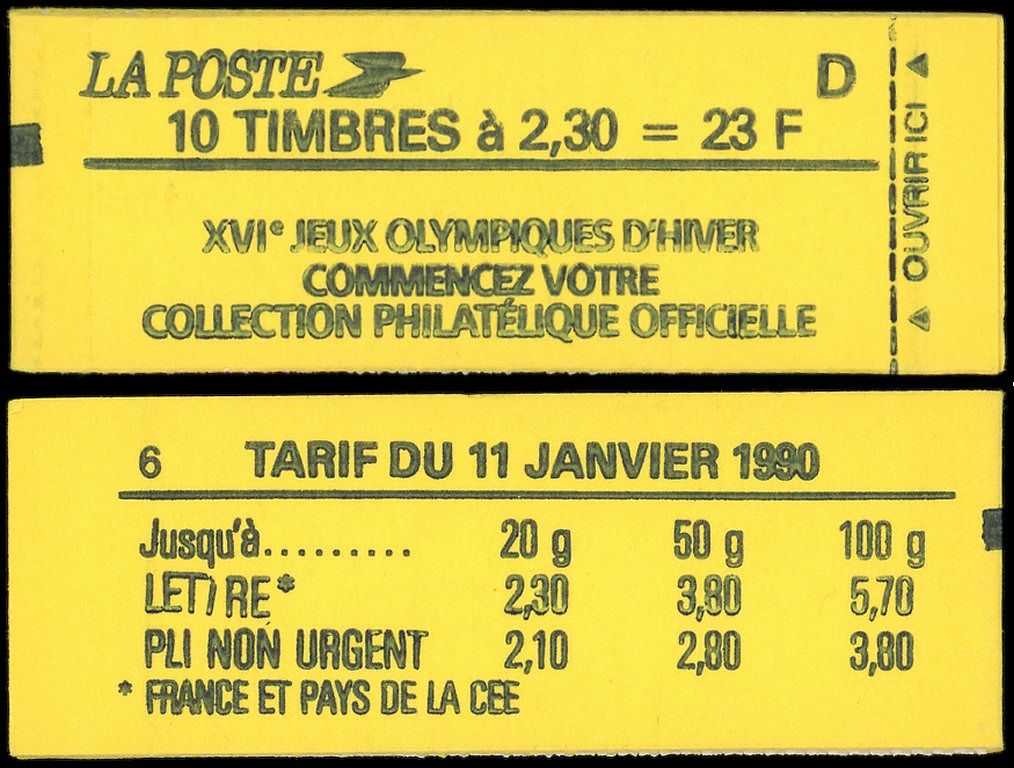 LA POSTE
D
10 TIMBRES à 2,30 = 23 F
XVIe JEUX OLYMPIQUES D'HIVER
COMMENCEZ VOTRE
COLLECTION PHILATÉLIQUE OFFICIELLE
OUVRIR ICI
6 TARIF DU 11 JANVIER 1990
Jusqu'à......... 20 g 50 g 100 g
LETTRE* 2,30 3,80 5,70
PLI NON URGENT 2,10 2,80 3,80
* FRANCE ET PAYS DE LA CEE